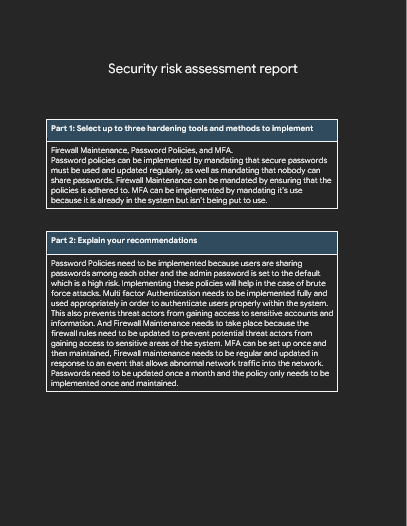 Security risk assessment report
Part 1: Select up to three hardening tools and methods to implement
Firewall Maintenance, Password Policies, and MFA.
Password policies can be implemented by mandating that secure passwords
must be used and updated regularly, as well as mandating that nobody can
share passwords. Firewall Maintenance can be mandated by ensuring that the
policies is adhered to. MFA can be implemented by mandating it's use
because it is already in the system but isn't being put to use.
Part 2: Explain your recommendations
Password Policies need to be implemented because users are sharing
passwords among each other and the admin password is set to the default
which is a high risk. Implementing these policies will help in the case of brute
force attacks. Multi factor Authentication needs to be implemented fully and
used appropriately in order to authenticate users properly within the system.
This also prevents threat actors from gaining access to sensitive accounts and
information. And Firewall Maintenance needs to take place because the
firewall rules need to be updated to prevent potential threat actors from
gaining access to sensitive areas of the system. MFA can be set up once and
then maintained, Firewall maintenance needs to be regular and updated in
response to an event that allows abnormal network traffic into the network.
Passwords need to be updated once a month and the policy only needs to be
implemented once and maintained.